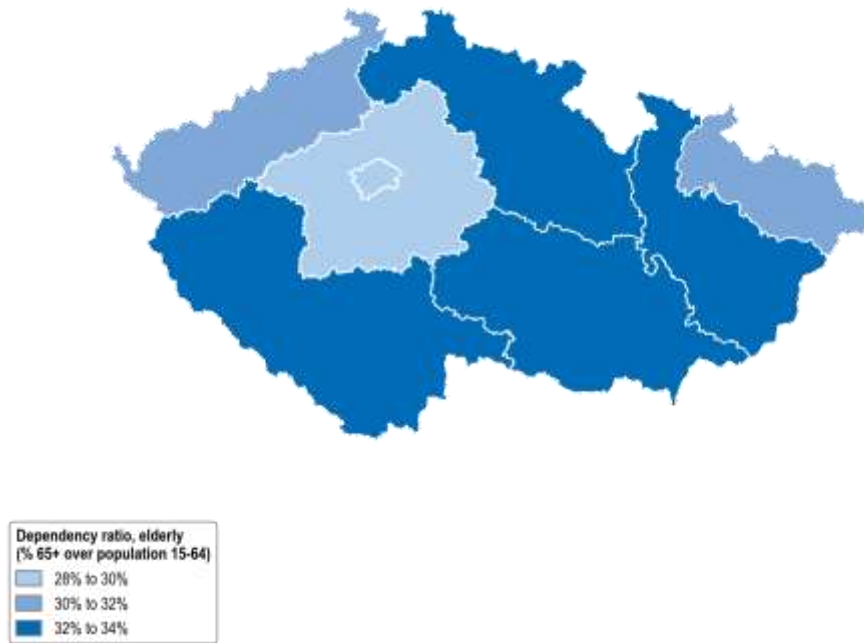 Dependency ratio, elderly
(% 65+ over population 15-64)
28% to 30%
30% to 32%
32% to 34%